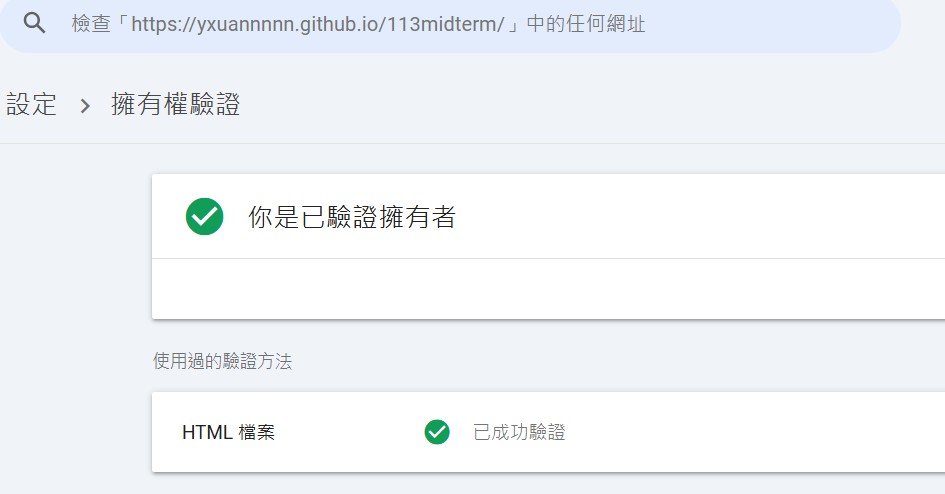 檢查「https://yxuannnnn.github.io/113midterm/」中的任何網址
設定 > 擁有權驗證
你是已驗證擁有者
使用過的驗證方法
HTML 檔案 已成功驗證